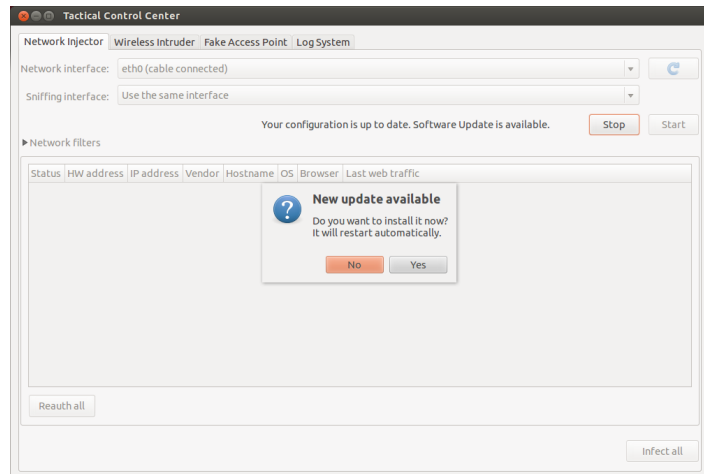 Tactical Control Center
Network Injector Wireless Intruder Fake Access Point Log System
Network interface: eth0 (cable connected)
Sniffing interface: Use the same interface
Your configuration is up to date. Software Update is available. Stop Start
Network filters
Status HW address IP address Vendor Hostname OS Browser Last web traffic
New update available
Do you want to install it now?
It will restart automatically.
No Yes
Reauth all
Infect all